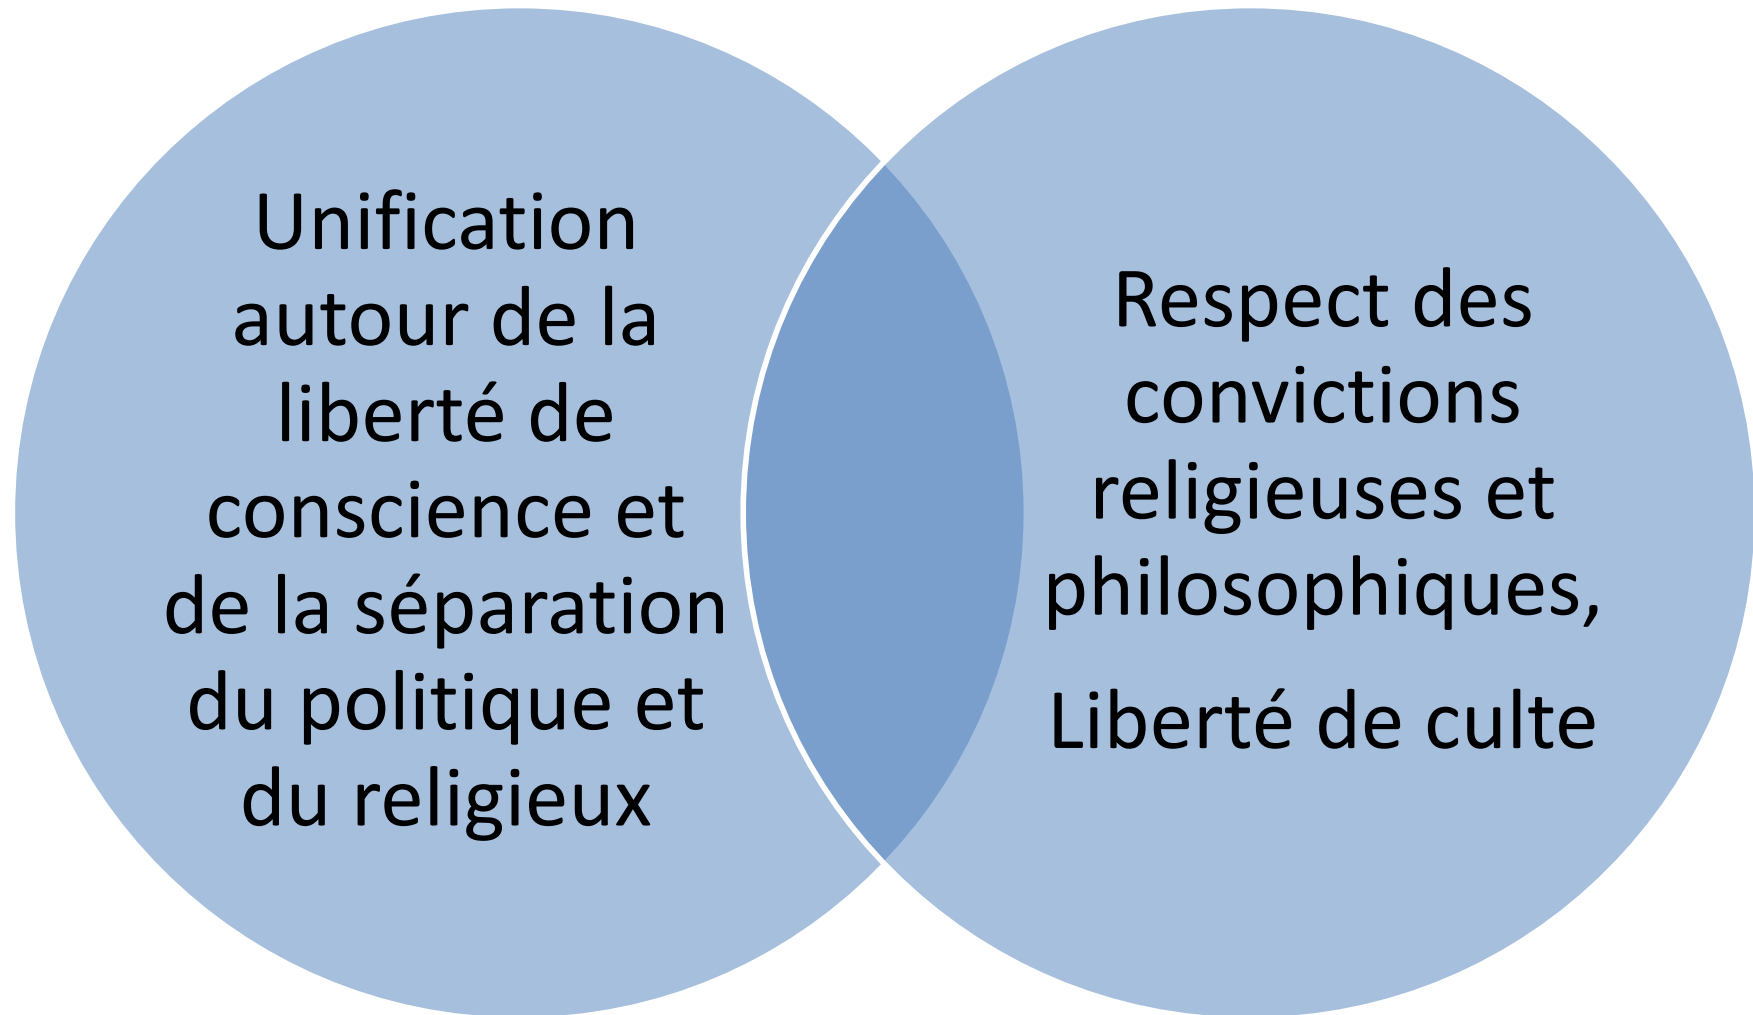 Unification
autour de la
liberté de
conscience et
de la séparation
du politique et
du religieux
Respect des
convictions
religieuses et
philosophiques,
Liberté de culte